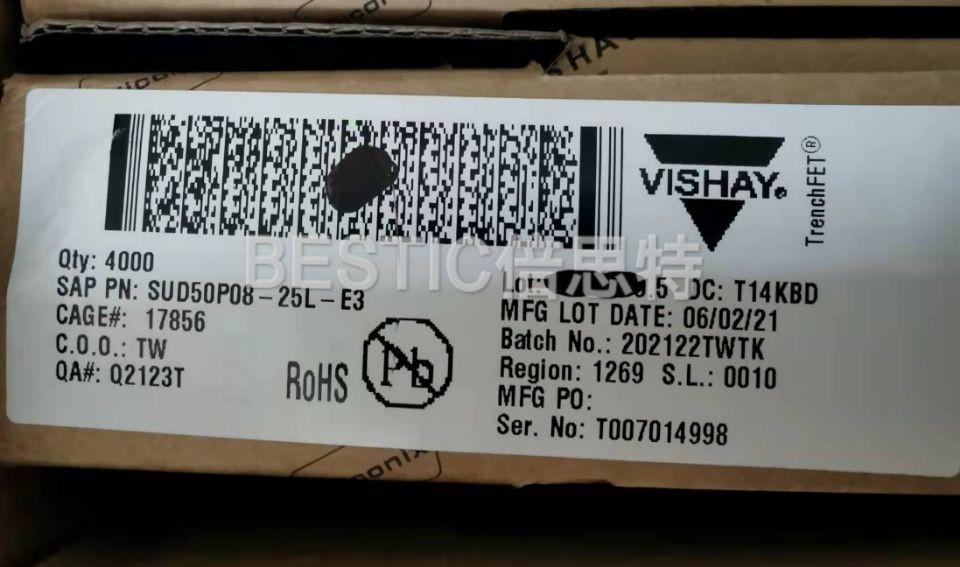 VISHAY®
TrenchFET®
BESTIC倍思特
Qty: 4000
SAP PN: SUD50P08-25L-E3
CAGE#: 17856
C.O.O.: TW
QA#: Q2123T
RoHS
Pb
Lot: .5 DC: T14KBD
MFG LOT DATE: 06/02/21
Batch No.: 202122TWTK
Region: 1269 S.L.: 0010
MFG PO:
Ser. No: T007014998